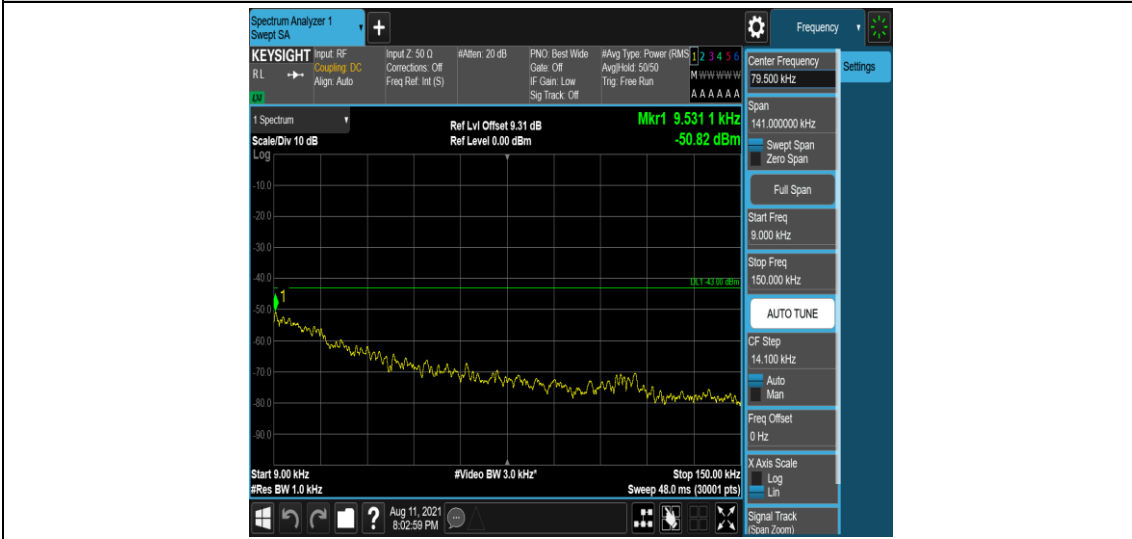 Spectrum Analyzer 1
Swept SA
+
Frequency
KEYSIGHT
RL
Input: RF
Coupling: DC
Align: Auto
Input Z: 50 Ω
Corrections: Off
Freq Ref: Int (S)
#Atten: 20 dB
PNO: Best Wide
Gate: Off
IF Gain: Low
Sig Track: Off
#Avg Type: Power (RMS
Avg|Hold: 50/50
Trig: Free Run
1 2 3 4 5 6
M W W W W W
A A A A A A
1 Spectrum
Scale/Div 10 dB
Log
Ref Lvl Offset 9.31 dB
Ref Level 0.00 dBm
Mkr1 9.531 1 kHz
-50.82 dBm
-10.0
-20.0
-30.0
-40.0
-50.0
-60.0
-70.0
-80.0
-90.0
DL1 -43.00 dBm
1
Start 9.00 kHz
#Res BW 1.0 kHz
#Video BW 3.0 kHz*
Stop 150.00 kHz
Sweep 48.0 ms (30001 pts)
Center Frequency
79.500 kHz
Settings
Span
141.000000 kHz
Swept Span
Zero Span
Full Span
Start Freq
9.000 kHz
Stop Freq
150.000 kHz
AUTO TUNE
CF Step
14.100 kHz
Auto
Man
Freq Offset
0 Hz
X Axis Scale
Log
Lin
Signal Track
(Span Zoom)
?
Aug 11, 2021
8:02:59 PM